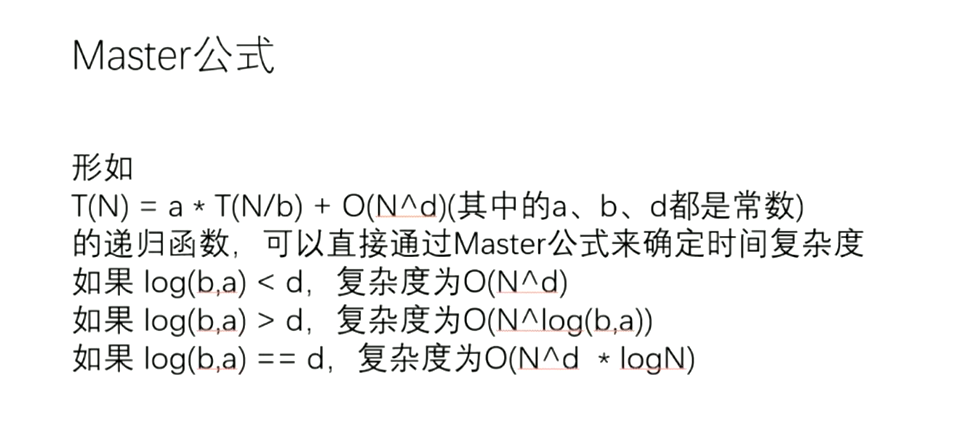 Master公式
形如
T(N) = a * T(N/b) + O(N^d)(其中的a、b、d都是常数)
的递归函数，可以直接通过Master公式来确定时间复杂度
如果 log(b,a) < d，复杂度为O(N^d)
如果 log(b,a) > d，复杂度为O(N^log(b,a))
如果 log(b,a) == d，复杂度为O(N^d * logN)